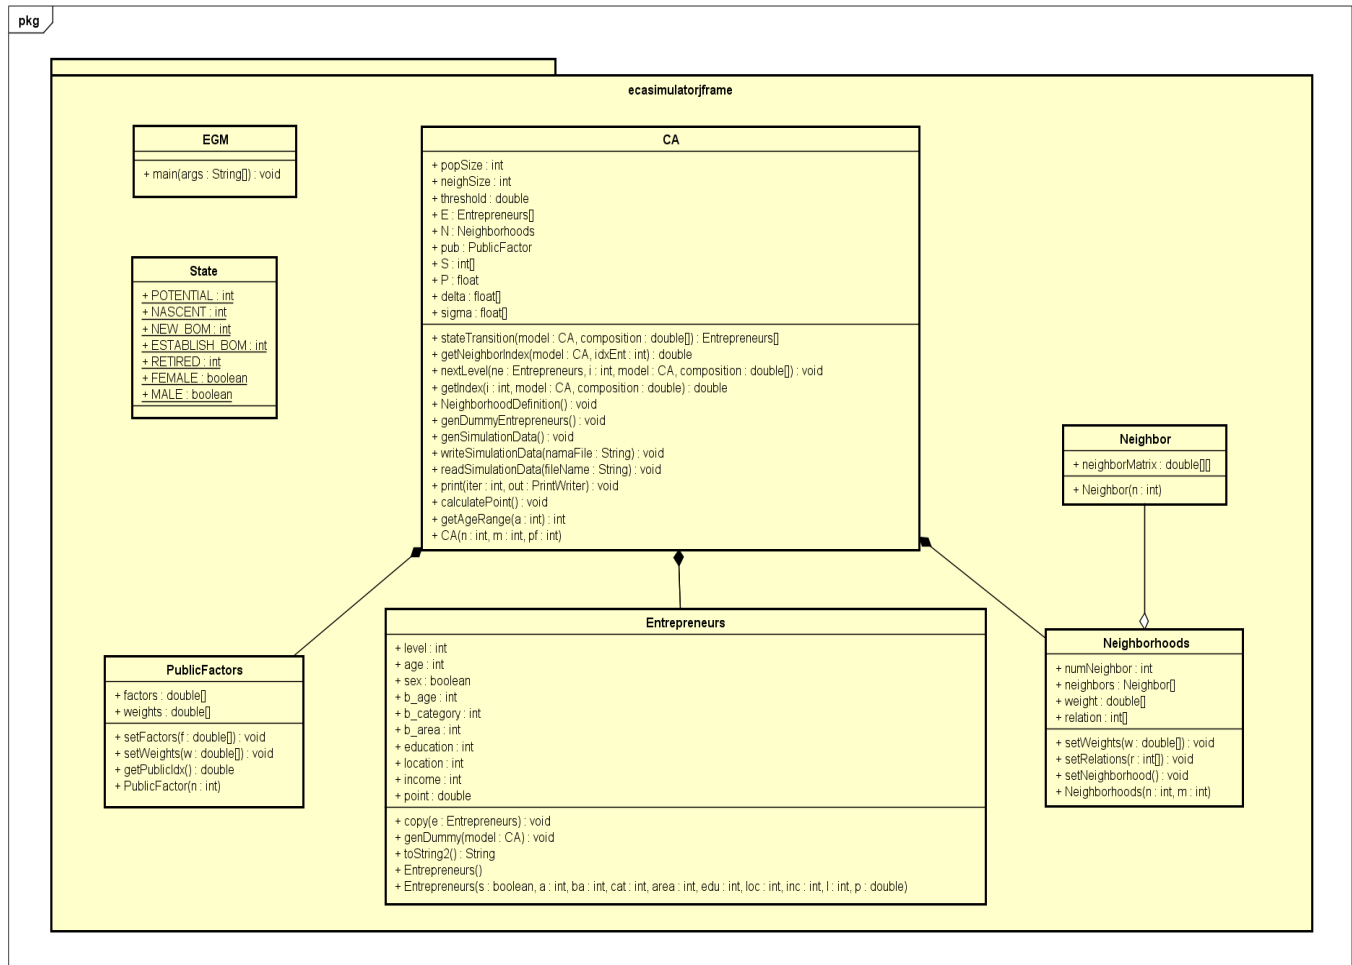 pkg
ecasimulatorjframe
EGM
+ main(args : String[]) : void
State
+ POTENTIAL : int
+ NASCENT : int
+ NEW_BOM : int
+ ESTABLISH_BOM : int
+ RETIRED : int
+ FEMALE : boolean
+ MALE : boolean
CA
+ popSize : int
+ neighSize : int
+ threshold : double
+ E : Entrepreneurs[]
+ N : Neighborhoods
+ pub : PublicFactor
+ S : int[]
+ P : float
+ delta : float[]
+ sigma : float[]
+ stateTransition(model : CA, composition : double[]) : Entrepreneurs[]
+ getNeighborIndex(model : CA, idxEnt : int) : double
+ nextLevel(ne : Entrepreneurs, i : int, model : CA, composition : double[]) : void
+ getIndex(i : int, model : CA, composition : double) : double
+ NeighborhoodDefinition() : void
+ genDummyEntrepreneurs() : void
+ genSimulationData() : void
+ writeSimulationData(namaFile : String) : void
+ readSimulationData(fileName : String) : void
+ print(iter : int, out : PrintWriter) : void
+ calculatePoint() : void
+ getAgeRange(a : int) : int
+ CA(n : int, m : int, pf : int)
Neighbor
+ neighborMatrix : double[][]
+ Neighbor(n : int)
PublicFactors
+ factors : double[]
+ weights : double[]
+ setFactors(f : double[]) : void
+ setWeights(w : double[]) : void
+ getPublicIdx() : double
+ PublicFactor(n : int)
Entrepreneurs
+ level : int
+ age : int
+ sex : boolean
+ b_age : int
+ b_category : int
+ b_area : int
+ education : int
+ location : int
+ income : int
+ point : double
+ copy(e : Entrepreneurs) : void
+ genDummy(model : CA) : void
+ toString2() : String
+ Entrepreneurs()
+ Entrepreneurs(s : boolean, a : int, ba : int, cat : int, area : int, edu : int, loc : int, inc : int, l : int, p : double)
Neighborhoods
+ numNeighbor : int
+ neighbors : Neighbor[]
+ weight : double[]
+ relation : int[]
+ setWeights(w : double[]) : void
+ setRelations(r : int[]) : void
+ setNeighborhood() : void
+ Neighborhoods(n : int, m : int)